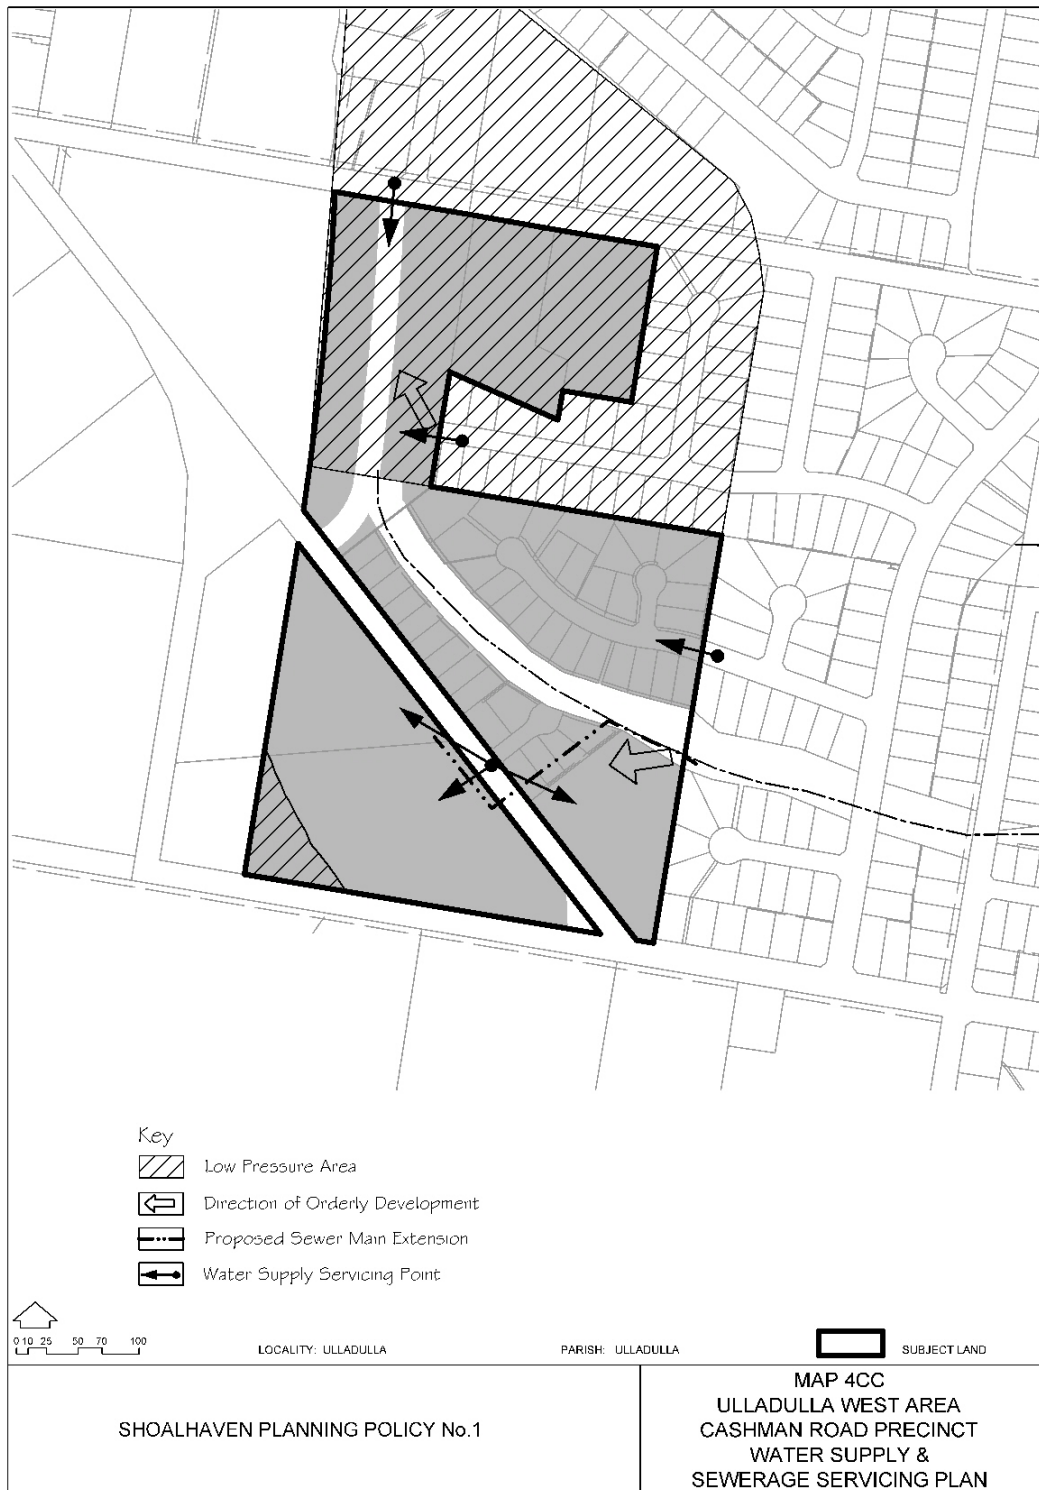 Key
Low Pressure Area
Direction of Orderly Development
Proposed Sewer Main Extension
Water Supply Servicing Point
0 10 25 50 70 100
LOCALITY: ULLADULLA
PARISH: ULLADULLA
SUBJECT LAND
SHOALHAVEN PLANNING POLICY No.1
MAP 4CC
ULLADULLA WEST AREA
CASHMAN ROAD PRECINCT
WATER SUPPLY &
SEWERAGE SERVICING PLAN